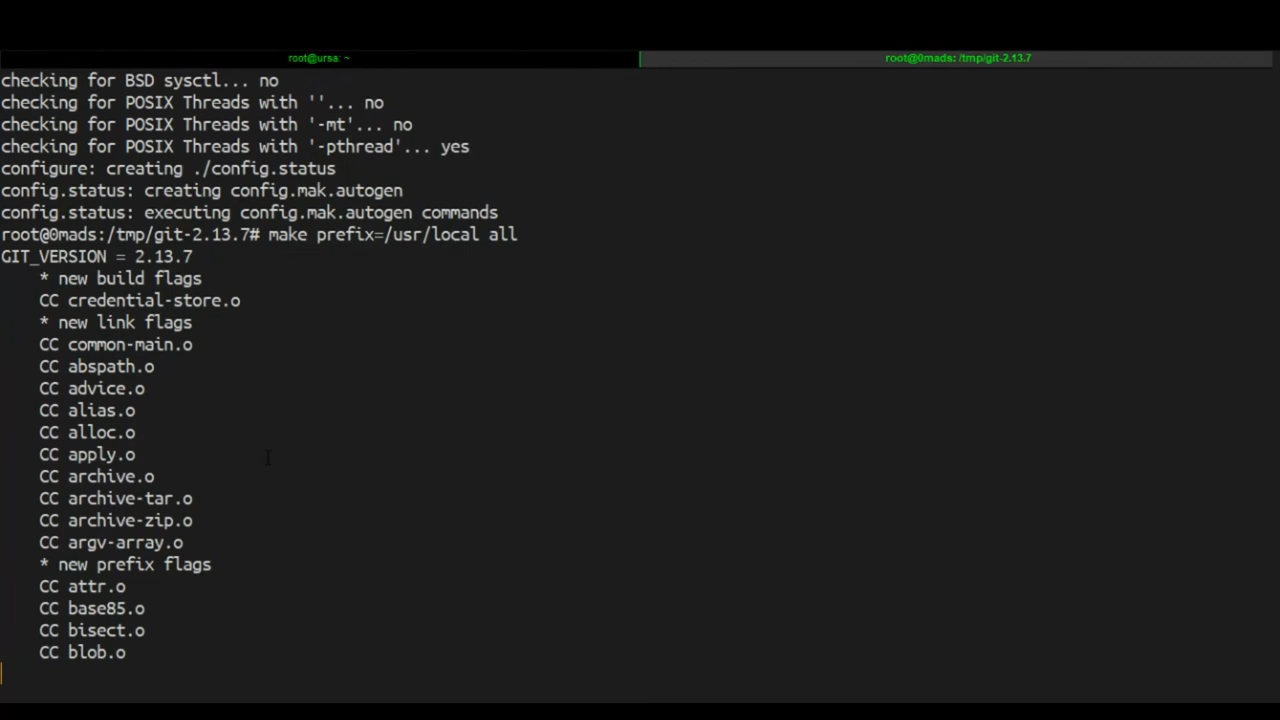 root@ursa: ~
root@0mads: /tmp/git-2.13.7
checking for BSD sysctl... no
checking for POSIX Threads with ''... no
checking for POSIX Threads with '-mt'... no
checking for POSIX Threads with '-pthread'... yes
configure: creating ./config.status
config.status: creating config.mak.autogen
config.status: executing config.mak.autogen commands
root@0mads:/tmp/git-2.13.7# make prefix=/usr/local all
GIT_VERSION = 2.13.7
    * new build flags
    CC credential-store.o
    * new link flags
    CC common-main.o
    CC abspath.o
    CC advice.o
    CC alias.o
    CC alloc.o
    CC apply.o
    CC archive.o
    CC archive-tar.o
    CC archive-zip.o
    CC argv-array.o
    * new prefix flags
    CC attr.o
    CC base85.o
    CC bisect.o
    CC blob.o